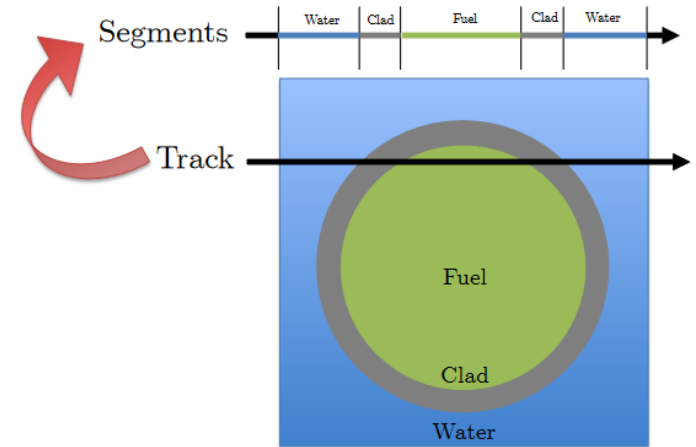 Water Clad Fuel Clad Water
Segments
Track
Fuel
Clad
Water